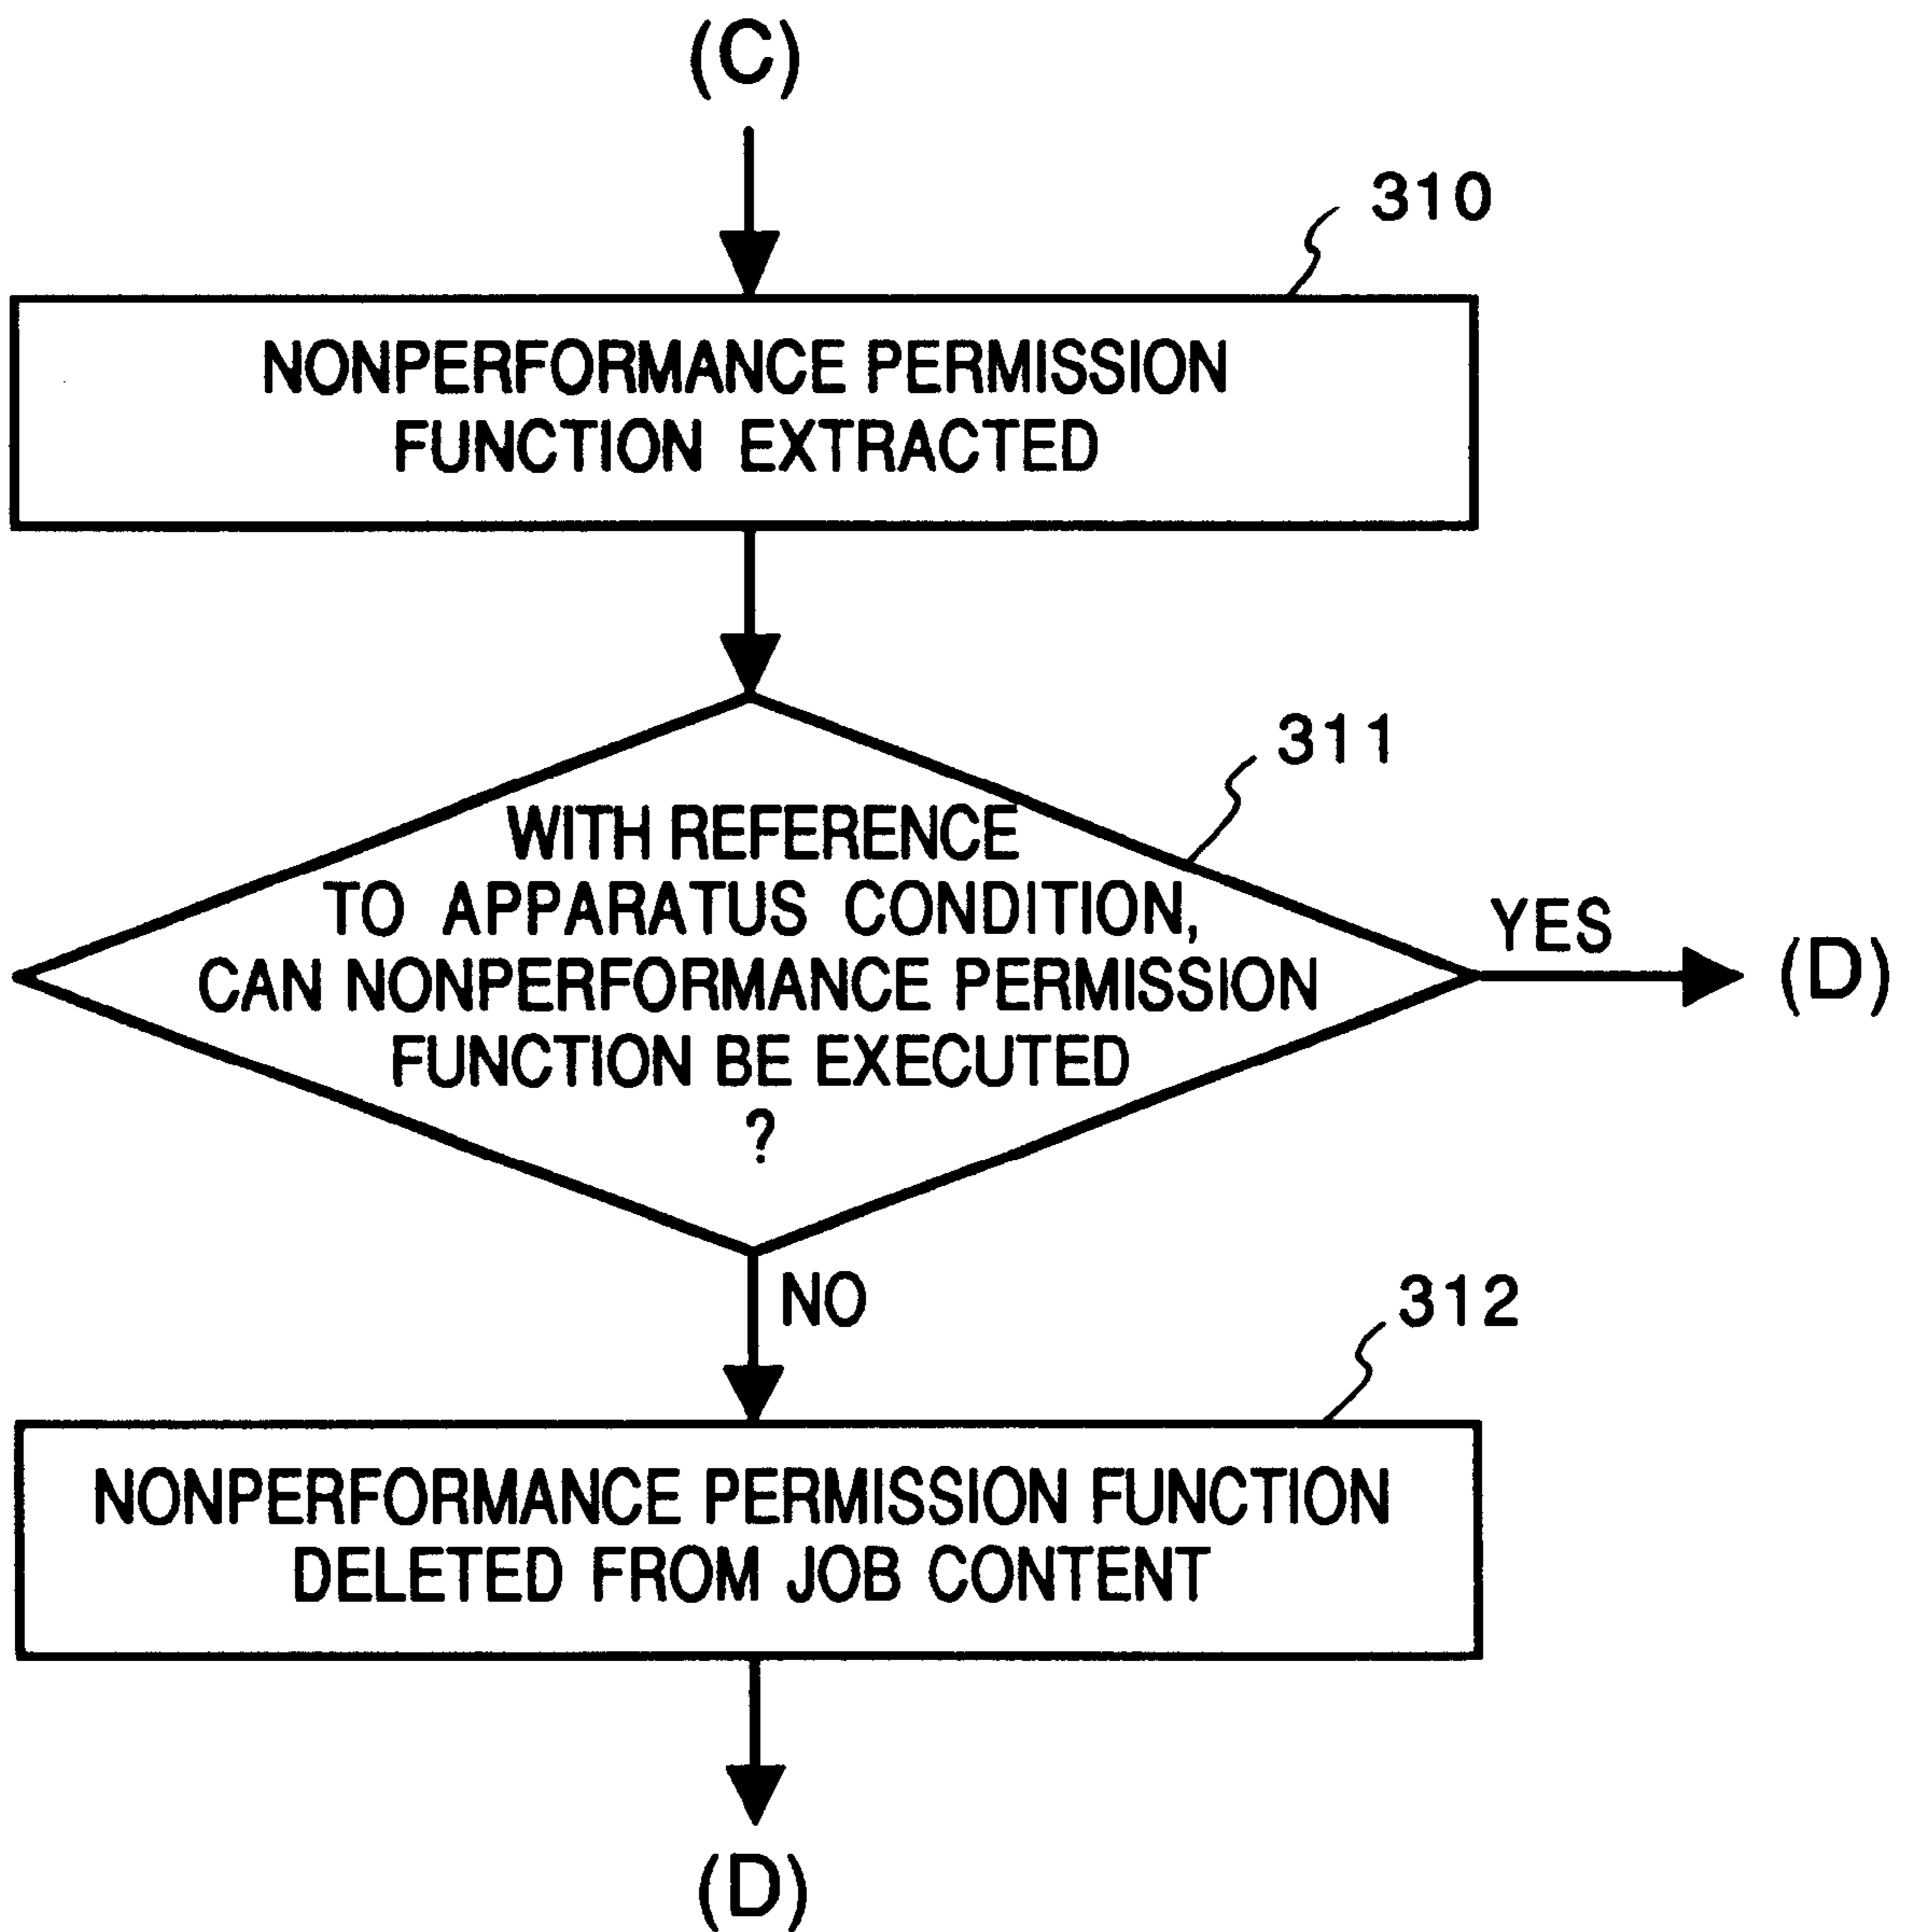 (C)
310
NONPERFORMANCE PERMISSION
FUNCTION EXTRACTED
311
WITH REFERENCE
TO APPARATUS CONDITION,
CAN NONPERFORMANCE PERMISSION
FUNCTION BE EXECUTED
?
YES
(D)
NO
312
NONPERFORMANCE PERMISSION FUNCTION
DELETED FROM JOB CONTENT
(D)